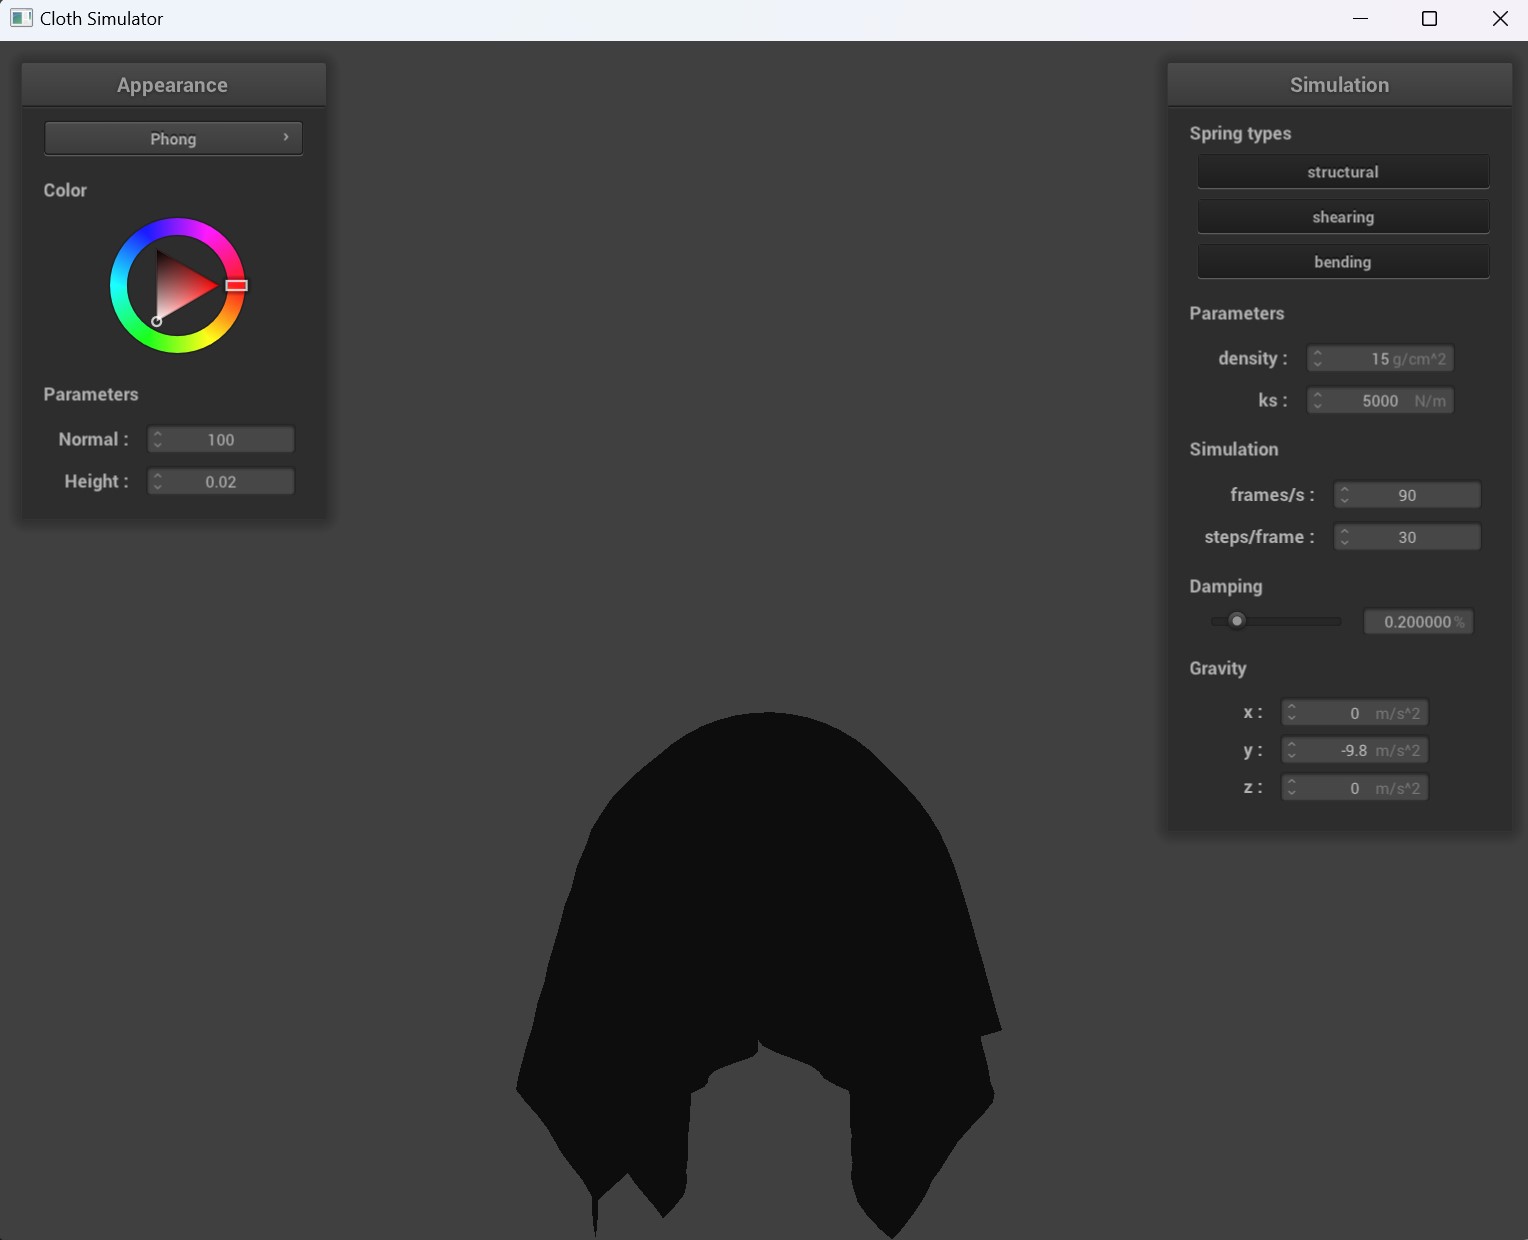 Cloth Simulator
Appearance
Phong
Color
Parameters
Normal : 100
Height : 0.02
Simulation
Spring types
structural
shearing
bending
Parameters
density : 15 g/cm^2
ks : 5000 N/m
Simulation
frames/s : 90
steps/frame : 30
Damping
0.200000 %
Gravity
x : 0 m/s^2
y : -9.8 m/s^2
z : 0 m/s^2